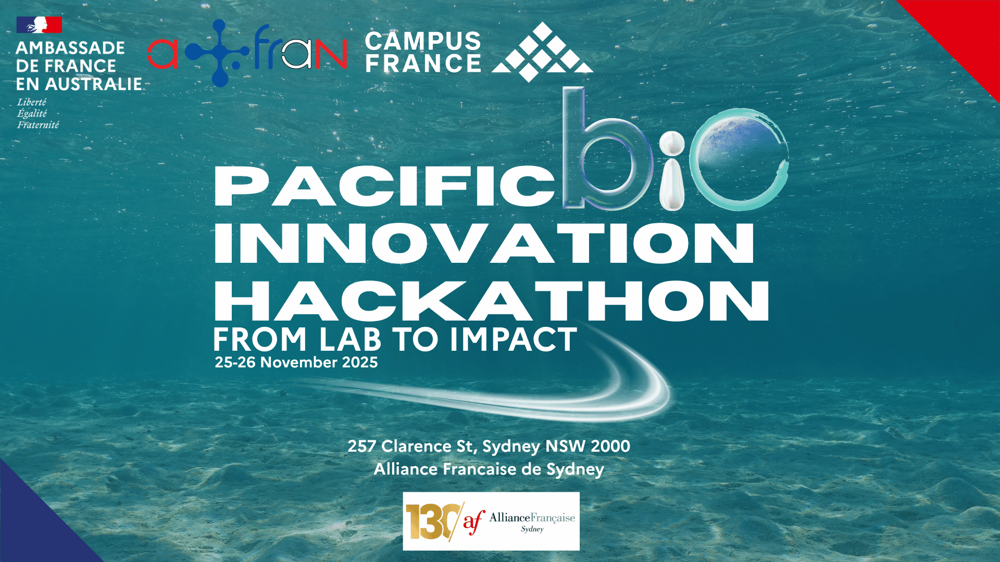 AMBASSADE
DE FRANCE
EN AUSTRALIE
Liberté
Égalité
Fraternité
afran
CAMPUS
FRANCE
PACIFIC bio
INNOVATION
HACKATHON
FROM LAB TO IMPACT
25-26 November 2025
257 Clarence St, Sydney NSW 2000
Alliance Francaise de Sydney
130 af AllianceFrançaise
Sydney